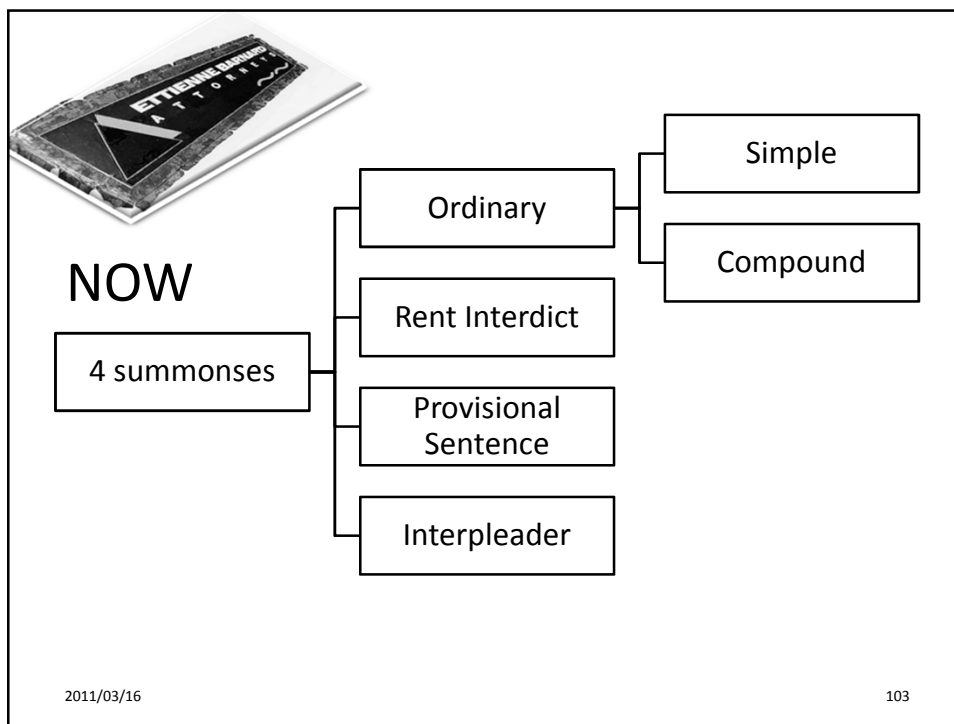 ETTIENNE BARNARD
ATTORNEYS
NOW
4 summonses
Ordinary
Simple
Compound
Rent Interdict
Provisional
Sentence
Interpleader
2011/03/16
103